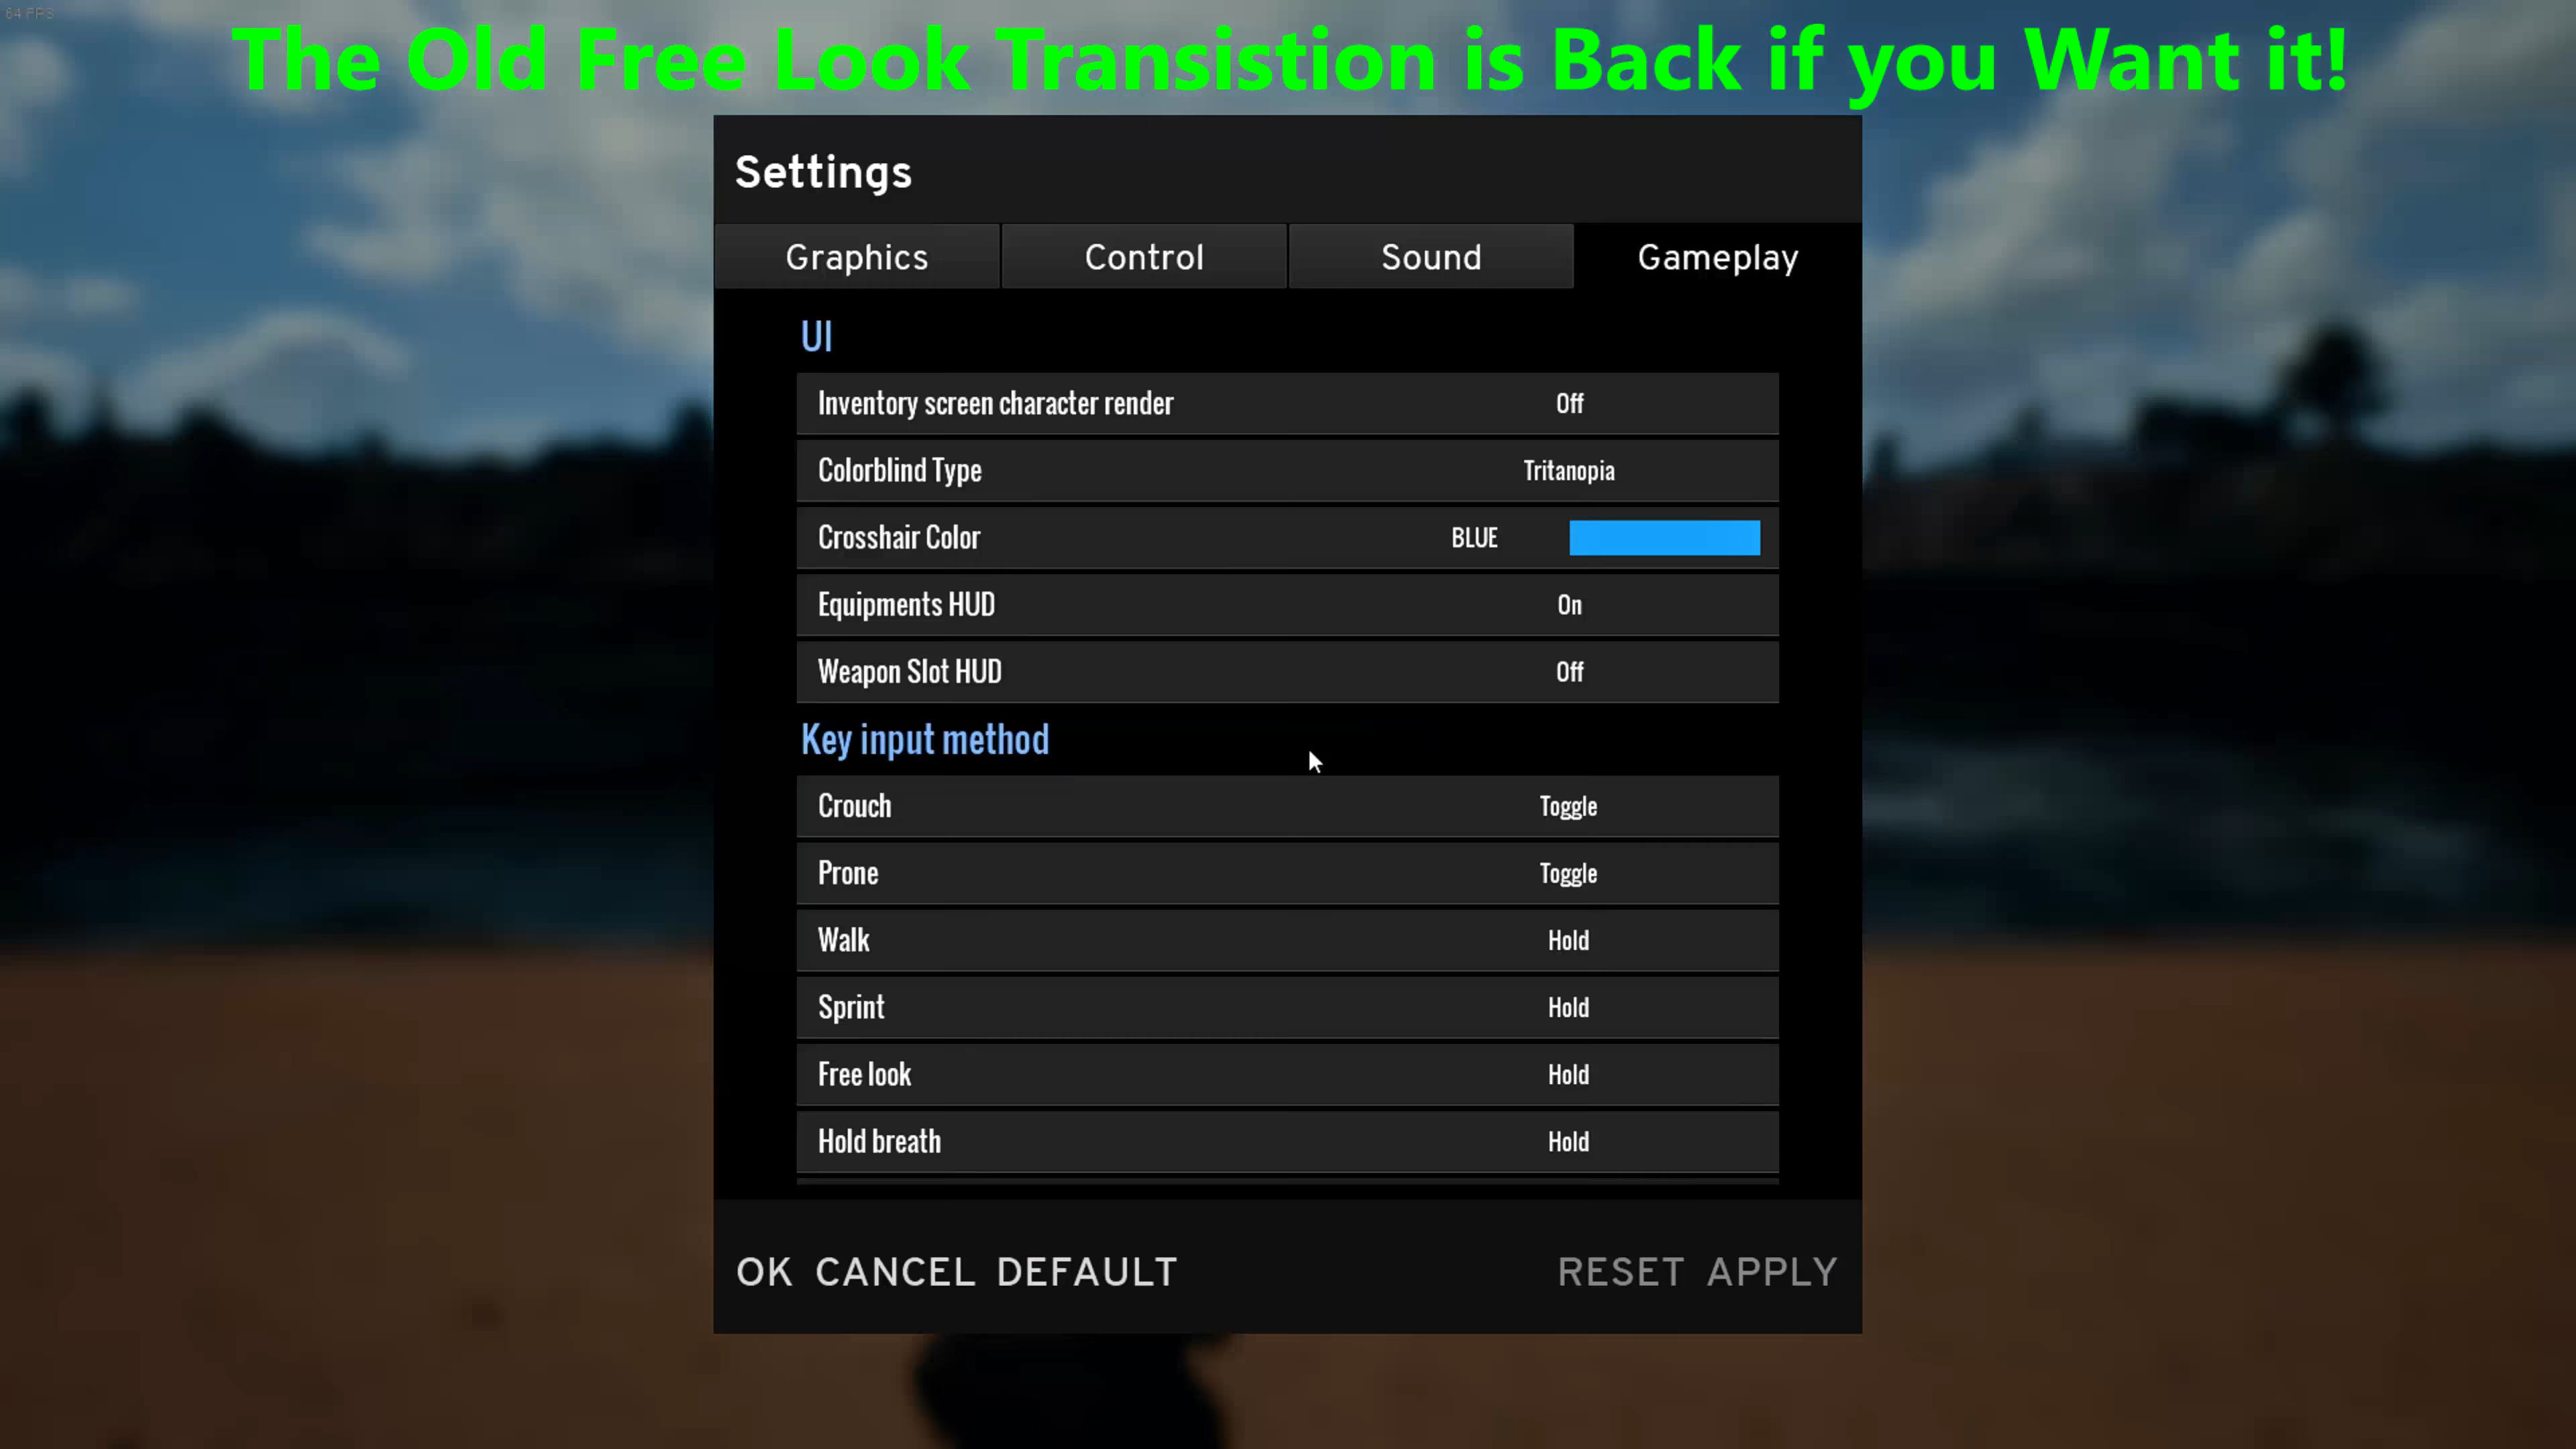 64 FPS
The Old Free Look Transistion is Back if you Want it!
Settings
Graphics Control Sound Gameplay
UI
Inventory screen character render Off
Colorblind Type Tritanopia
Crosshair Color BLUE
Equipments HUD On
Weapon Slot HUD Off
Key input method
Crouch Toggle
Prone Toggle
Walk Hold
Sprint Hold
Free look Hold
Hold breath Hold
OK CANCEL DEFAULT RESET APPLY